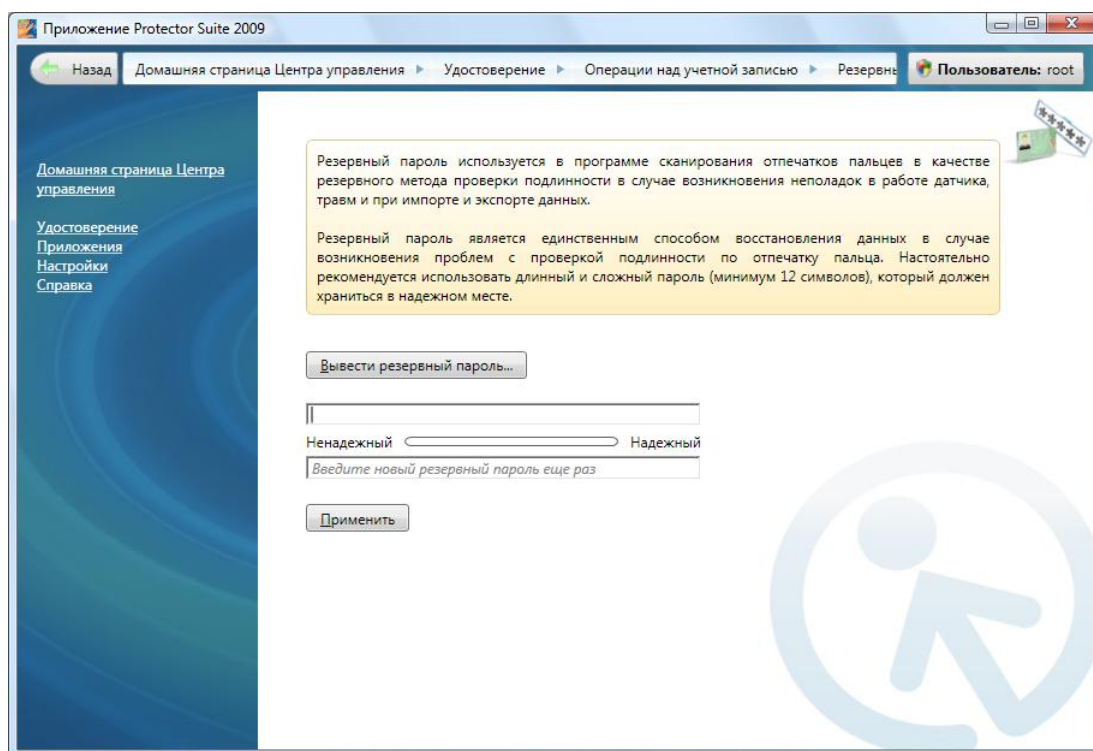 Приложение Protector Suite 2009
Назад
Домашняя страница Центра управления
Удостоверение
Операции над учетной записью
Резервн
Пользователь: root
Домашняя страница Центра
управления
Удостоверение
Приложения
Настройки
Справка
Резервный пароль используется в программе сканирования отпечатков пальцев в качестве
резервного метода проверки подлинности в случае возникновения неполадок в работе датчика,
травм и при импорте и экспорте данных.
Резервный пароль является единственным способом восстановления данных в случае
возникновения проблем с проверкой подлинности по отпечатку пальца. Настоятельно
рекомендуется использовать длинный и сложный пароль (минимум 12 символов), который должен
храниться в надежном месте.
Вывести резервный пароль...
Ненадежный Надежный
Введите новый резервный пароль еще раз
Применить